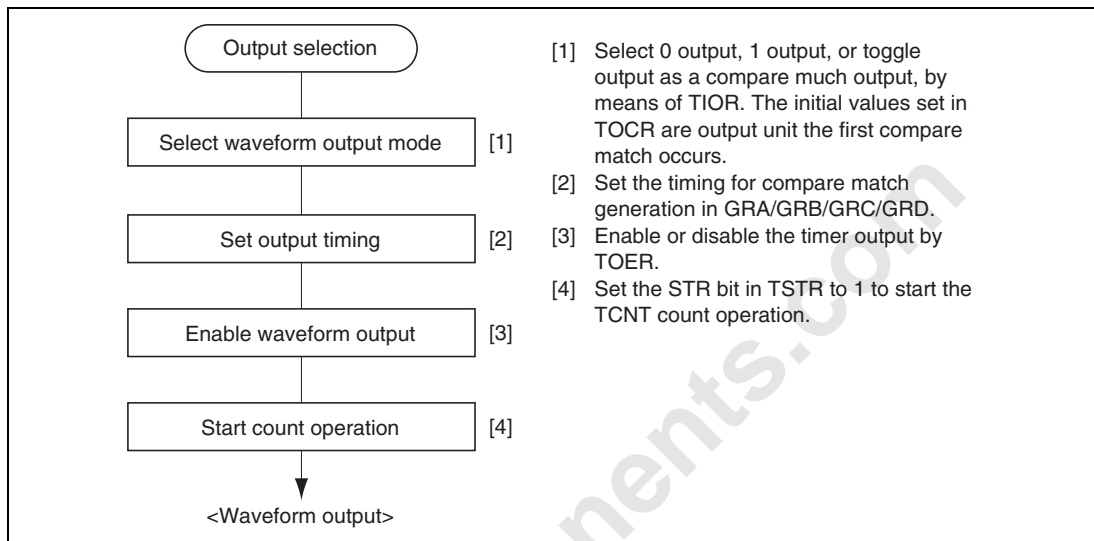 Output selection
Select waveform output mode [1]
Set output timing [2]
Enable waveform output [3]
Start count operation [4]
<Waveform output>
[1] Select 0 output, 1 output, or toggle
output as a compare much output, by
means of TIOR. The initial values set in
TOCR are output unit the first compare
match occurs.
[2] Set the timing for compare match
generation in GRA/GRB/GRC/GRD.
[3] Enable or disable the timer output by
TOER.
[4] Set the STR bit in TSTR to 1 to start the
TCNT count operation.
nents.com